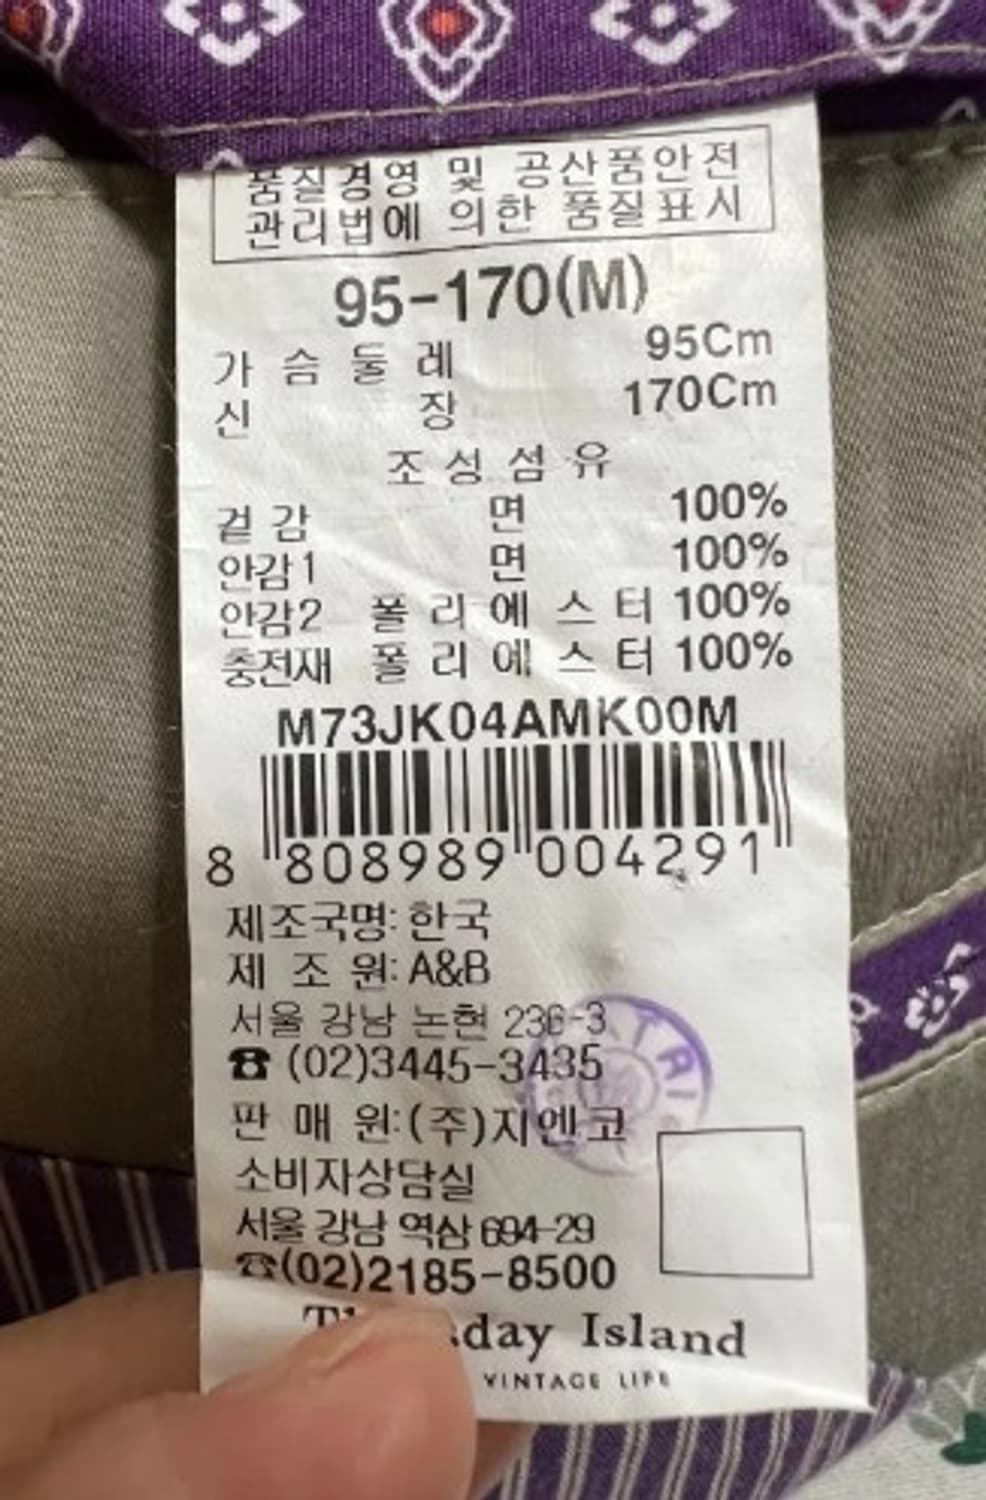 품질경영 및 공산품안전
관리법에 의한 품질표시
95-170(M)
가슴둘레 95Cm
신장 170Cm
조성섬유
겉감 면 100%
안감1 면 100%
안감2 폴리에스터 100%
충전재 폴리에스터 100%
M73JK04AMK00M
8 808989 004291
제조국명: 한국
제조원: A&B
서울 강남 논현 236-3
☎ (02)3445-3435
판매원:(주)지엔코
소비자상담실
서울 강남 역삼 694-29
☎(02)2185-8500
Island
VINTAGE LIFE